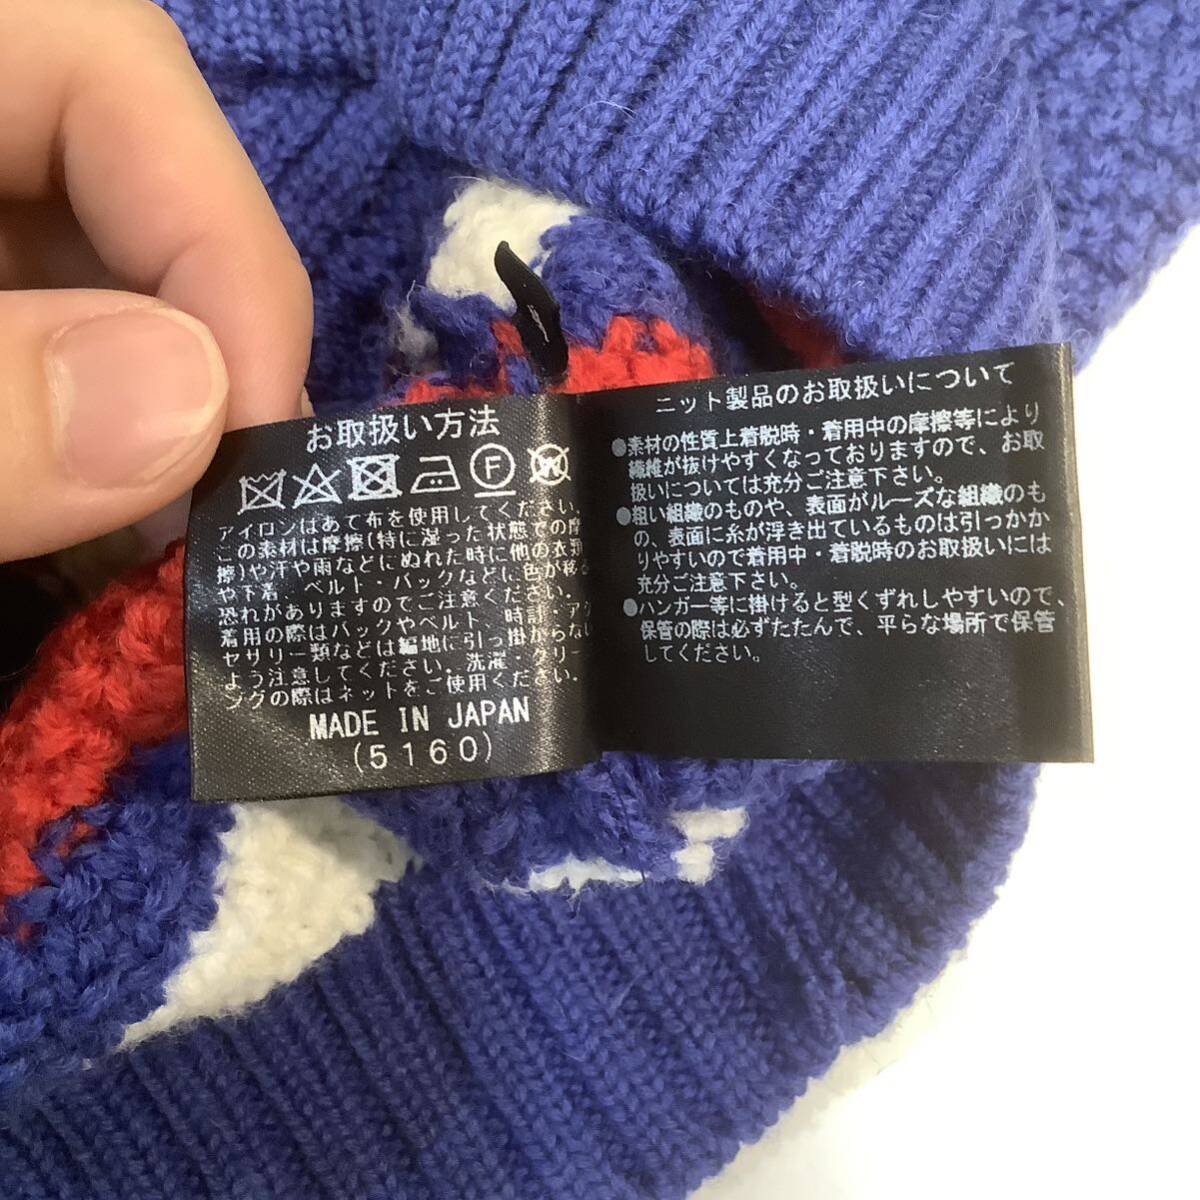 お取扱い方法
F W
アイロンはあて布を使用してください。
この素材は摩擦(特に湿った状態での摩
擦)や汗や雨などにぬれた時に他の衣類
や下着、ベルト・バックなどに色が移る
恐れがありますのでご注意ください。
着用の際はバックやベルト、時計・アク
セサリー類などは編地に引っ掛からない
よう注意してください。洗濯・クリー
ングの際はネットをご使用ください。
MADE IN JAPAN
(5160)
ニット製品のお取扱いについて
●素材の性質上着脱時・着用中の摩擦等により
繊維が抜けやすくなっておりますので、お取
扱いについては充分ご注意下さい。
●粗い組織のものや、表面がルーズな組織のも
の、表面に糸が浮き出ているものは引っかか
りやすいので着用中・着脱時のお取扱いには
充分ご注意下さい。
●ハンガー等に掛けると型くずれしやすいので、
保管の際は必ずたたんで、平らな場所で保管
してください。